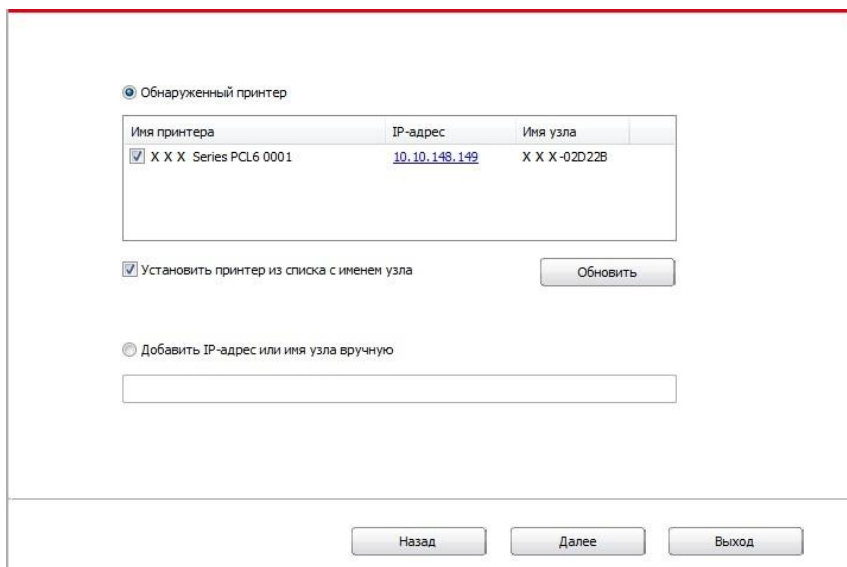 Обнаруженный принтер
Имя принтера IP-адрес Имя узла
X X X Series PCL6 0001 10.10.148.149 X X X-02D22B
Установить принтер из списка с именем узла Обновить
Добавить IP-адрес или имя узла вручную
Назад Далее Выход